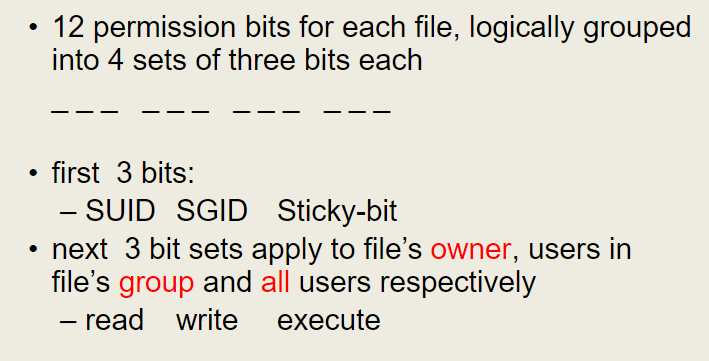 • 12 permission bits for each file, logically grouped
into 4 sets of three bits each
_ _ _ _ _ _ _ _ _ _ _ _
• first 3 bits:
– SUID SGID Sticky-bit
• next 3 bit sets apply to file's owner, users in
file's group and all users respectively
– read write execute